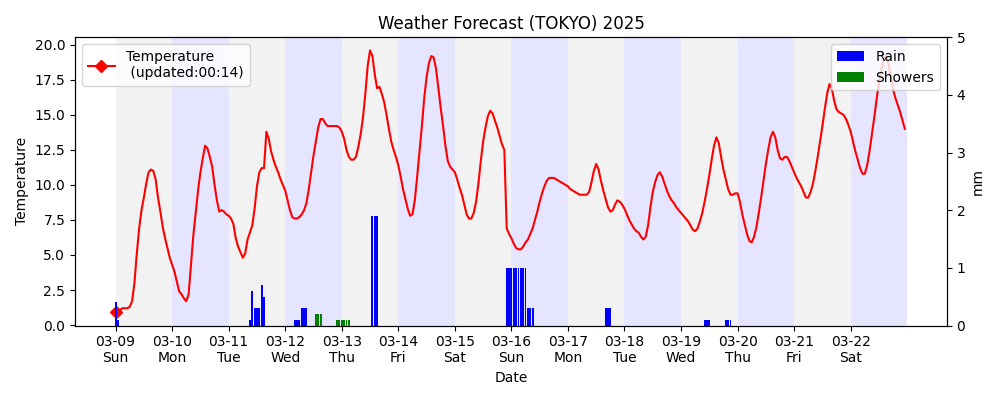 Weather Forecast (TOKYO) 2025
Temperature
(updated:00:14)
Rain
Showers
20.0
17.5
15.0
12.5
10.0
7.5
5.0
2.5
0.0
Temperature
5
4
3
2
1
0
mm
03-09 03-10 03-11 03-12 03-13 03-14 03-15 03-16 03-17 03-18 03-19 03-20 03-21 03-22
Sun Mon Tue Wed Thu Fri Sat Sun Mon Tue Wed Thu Fri Sat
Date